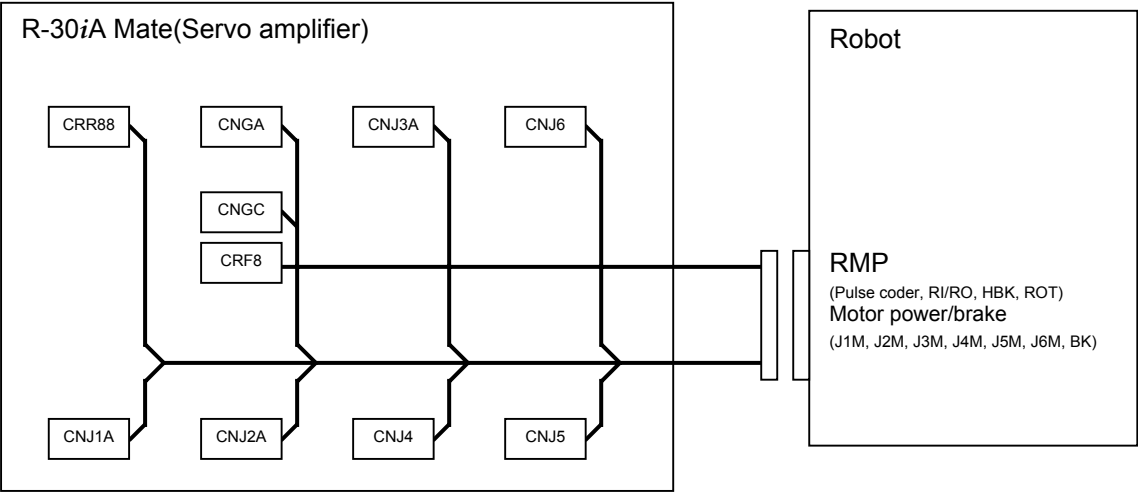 R-30iA Mate(Servo amplifier)
Robot
CRR88
CNGA
CNJ3A
CNJ6
CNGC
CRF8
RMP
(Pulse coder, RI/RO, HBK, ROT)
Motor power/brake
(J1M, J2M, J3M, J4M, J5M, J6M, BK)
CNJ1A
CNJ2A
CNJ4
CNJ5